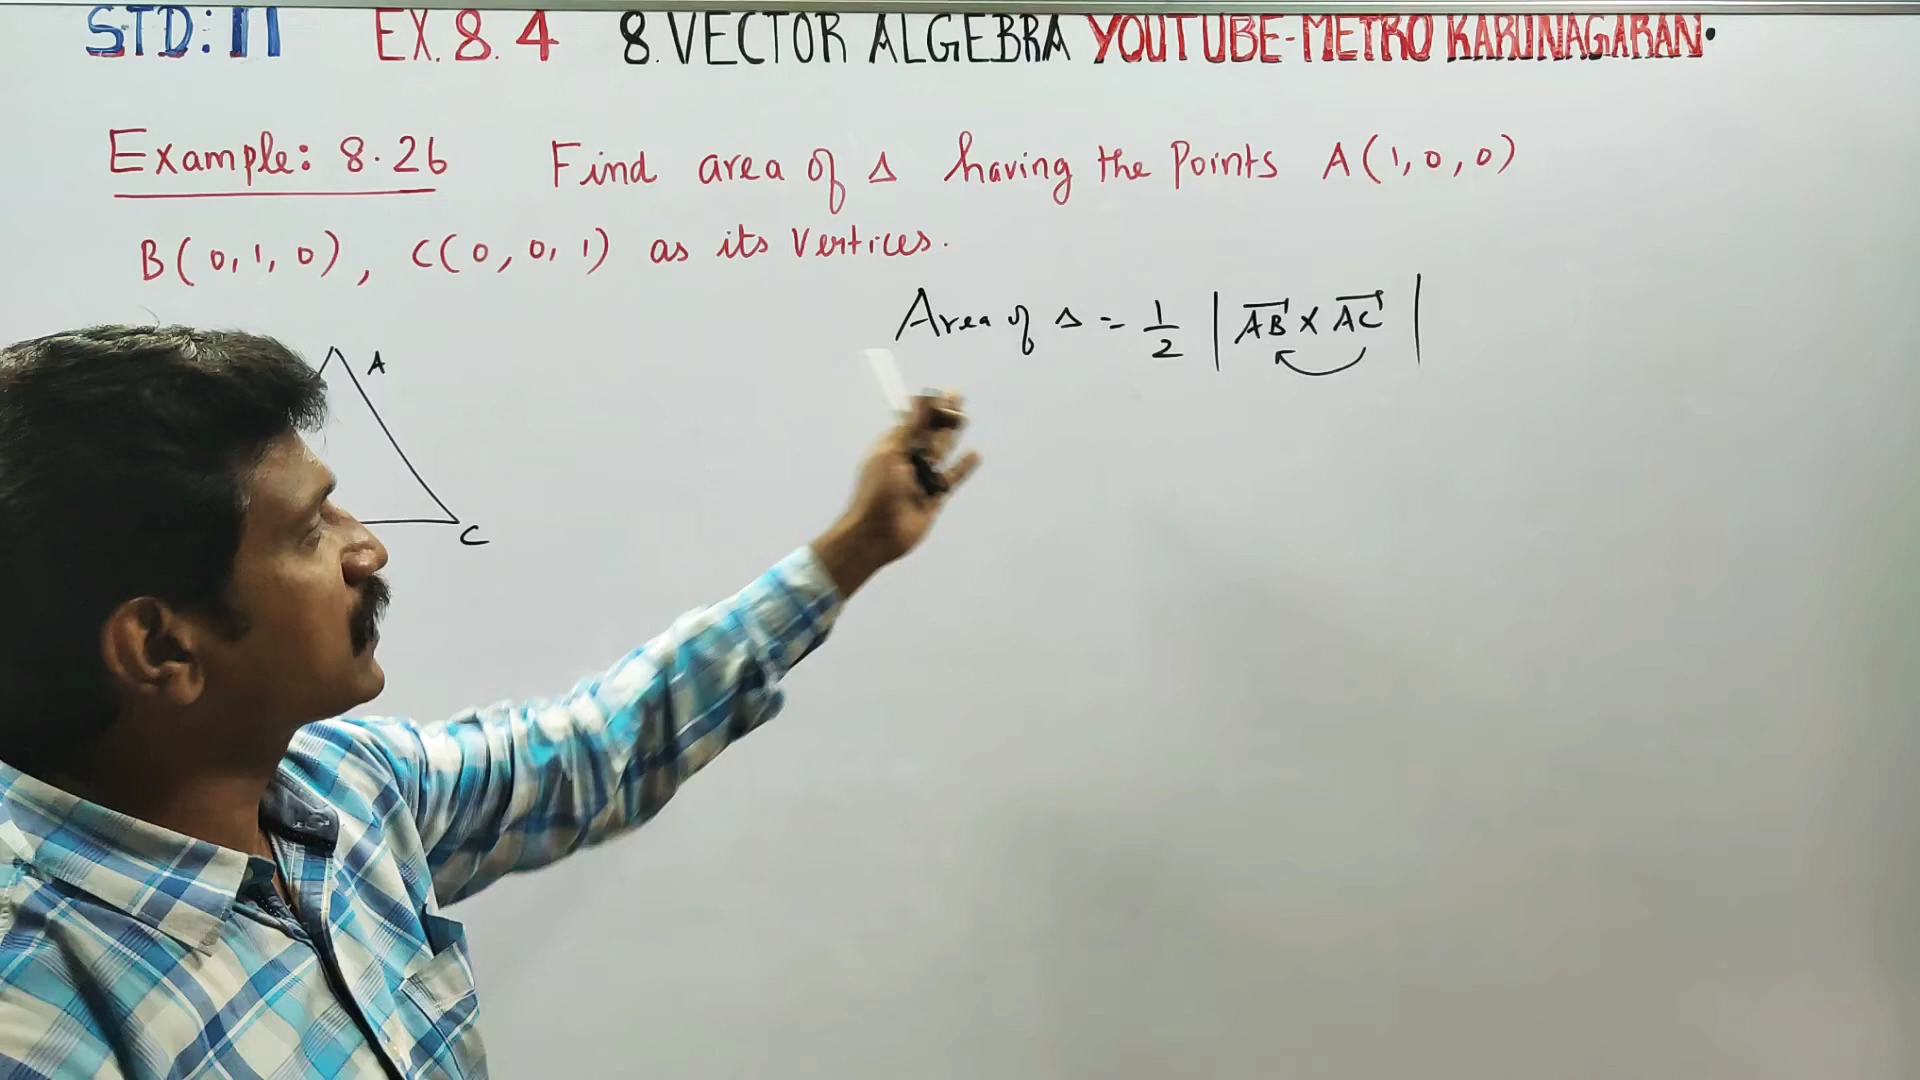 STD: 11 EX. 8. 4 8. VECTOR ALGEBRA YOUTUBE-METRO KARUNAGARAN.
Example: 8.26 Find area of Δ having the Points A(1, 0, 0)
B(0, 1, 0), C(0, 0, 1) as its Vertices.
Area of Δ = 1/2 | AB⃗ × AC⃗ |
A
C